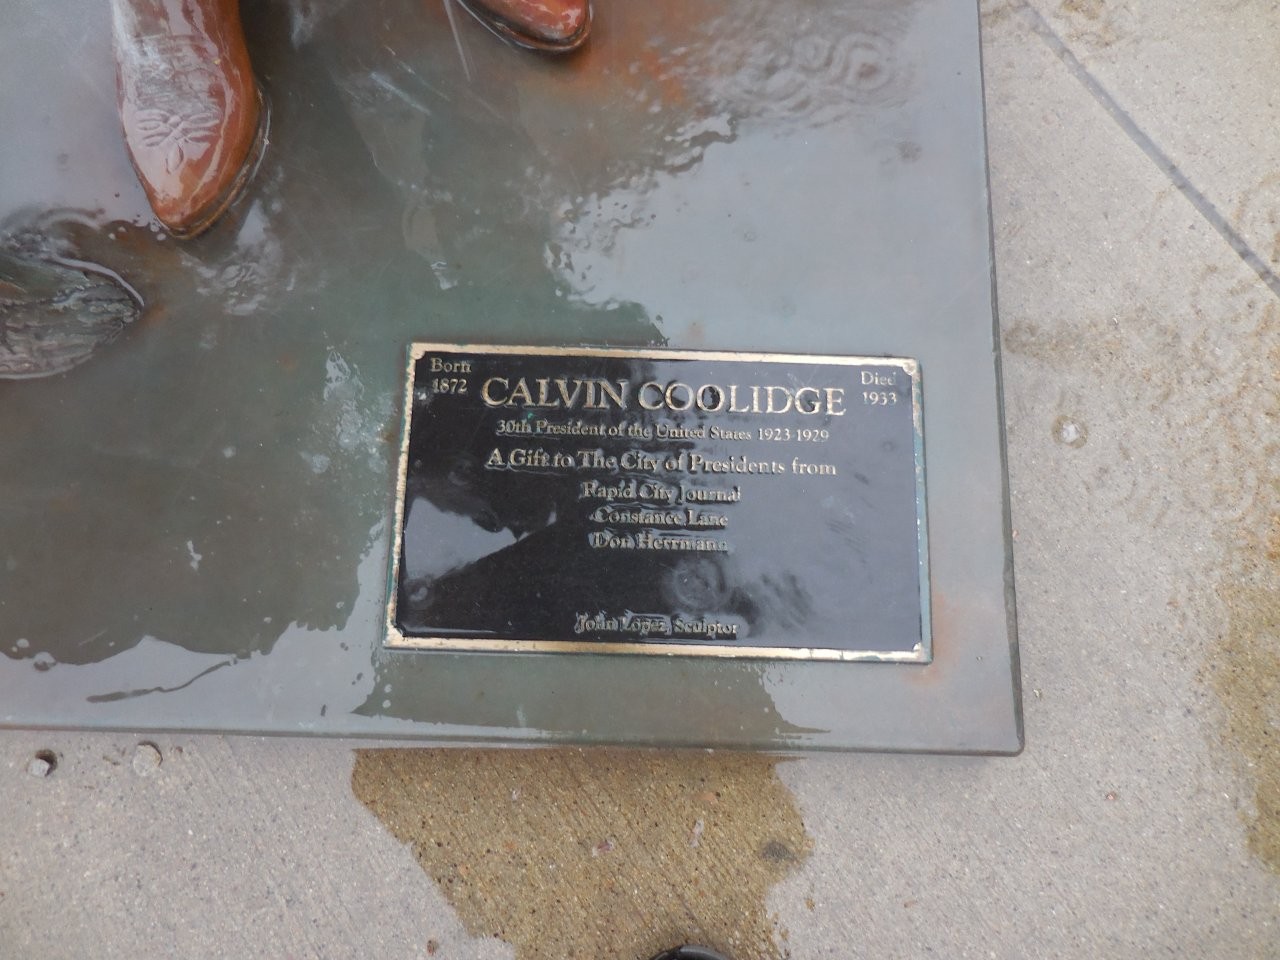 Born
1872
CALVIN COOLIDGE
Died
1933
30th President of the United States 1923-1929
A Gift to The City of Presidents from
Rapid City Journal
Constance Lane
Don Herrmann
John Lopez, Sculptor